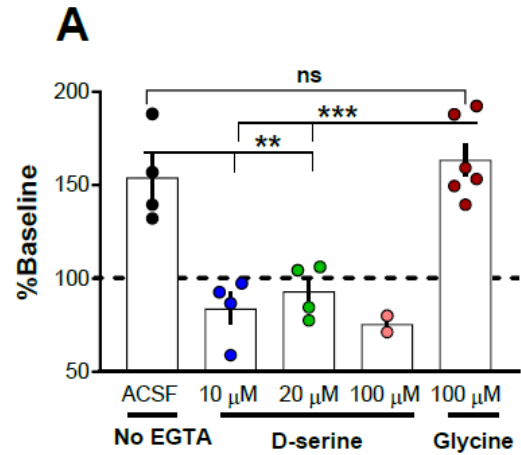 A
ns
***
**
200
150
100
50
%Baseline
ACSF 10 μM 20 μM 100 μM 100 μM
No EGTA D-serine Glycine